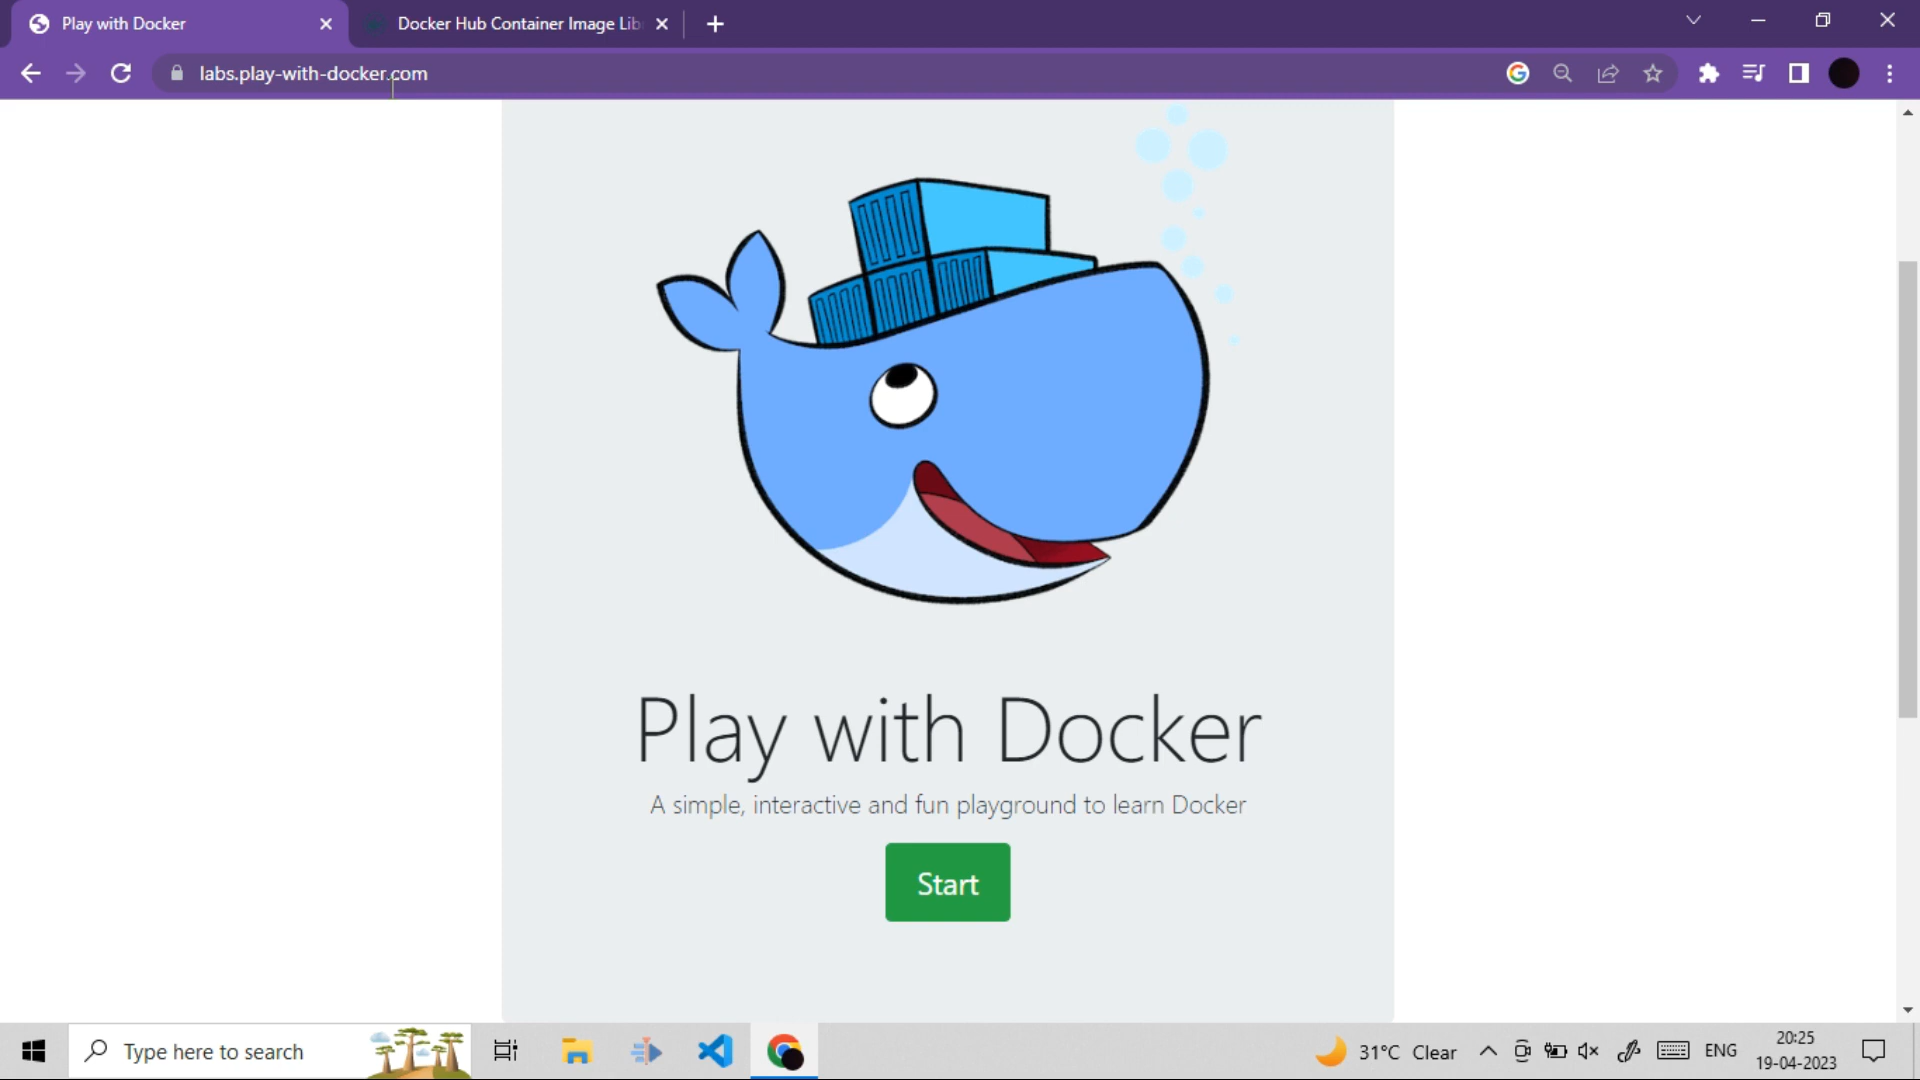 Play with Docker
Docker Hub Container Image Lib
labs.play-with-docker.com
Play with Docker
A simple, interactive and fun playground to learn Docker
Start
Type here to search
31°C Clear
ENG
20:25
19-04-2023